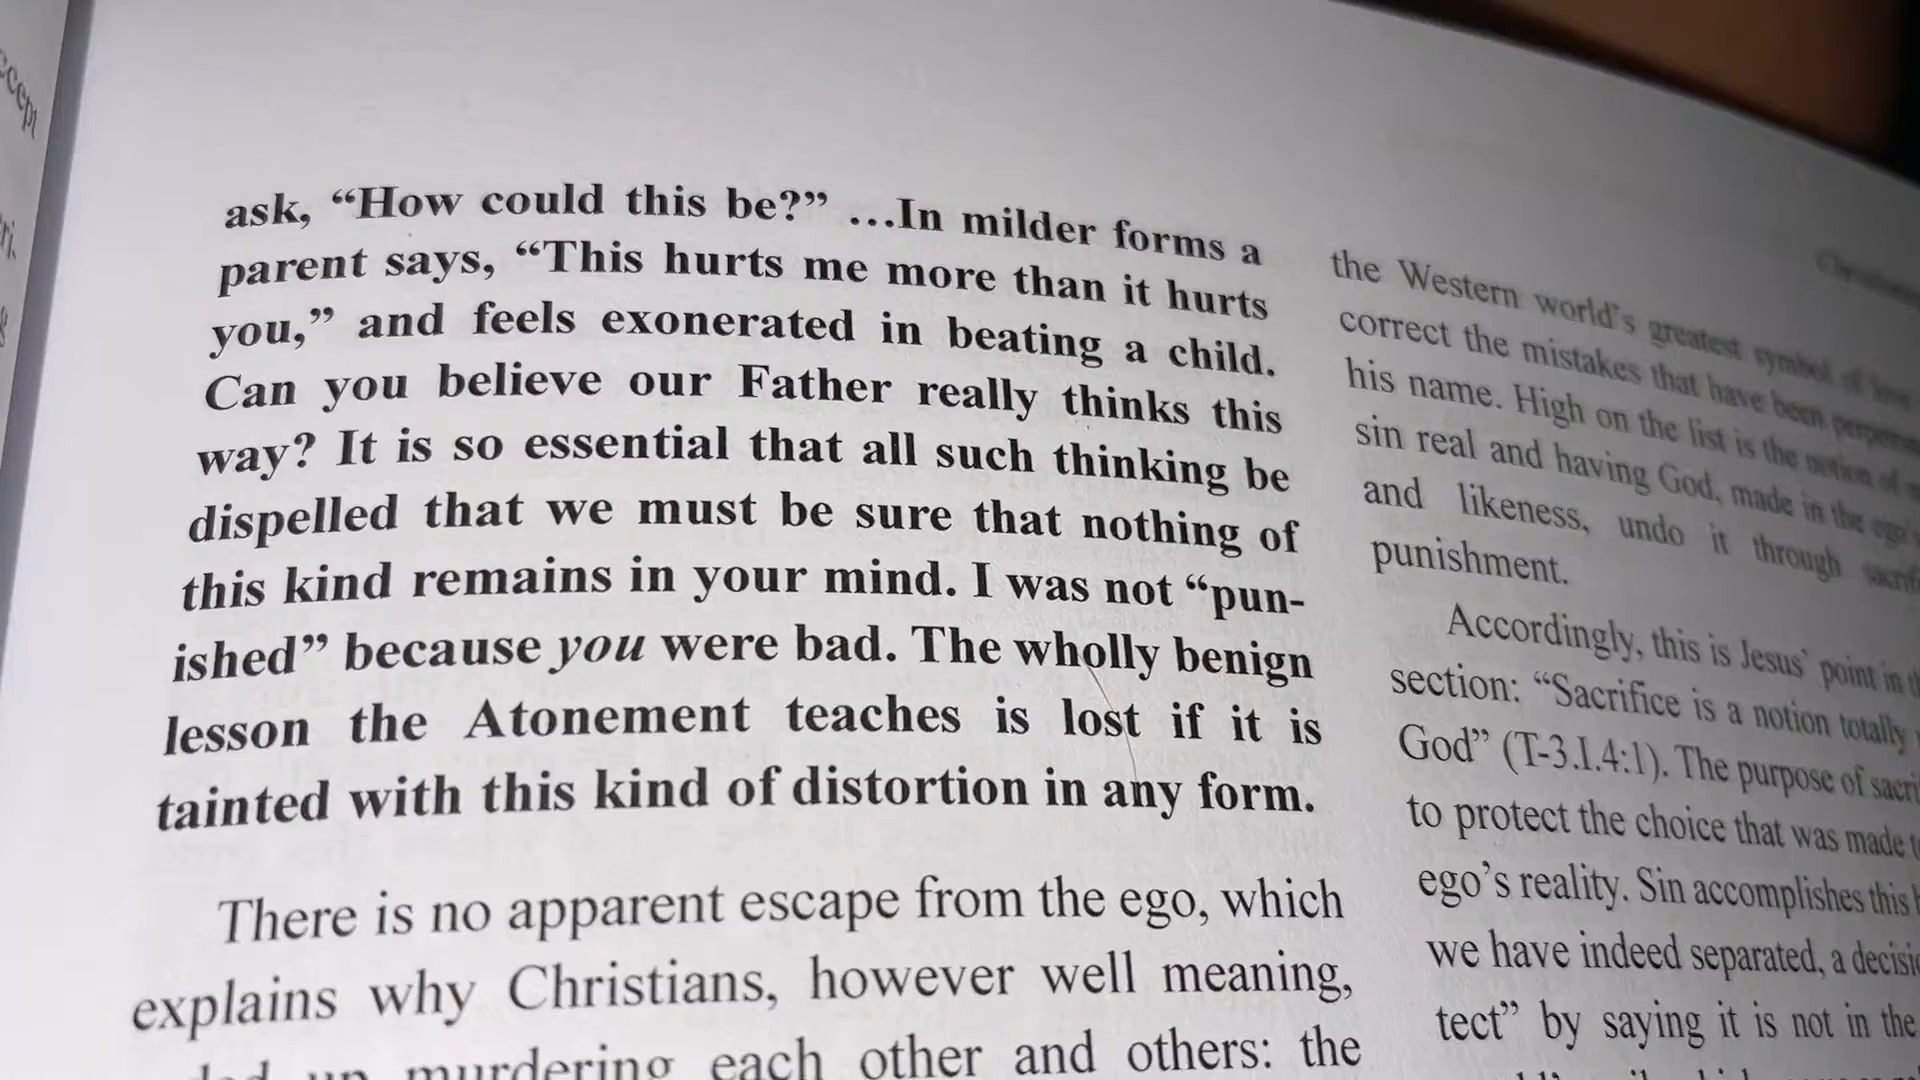 ccept
ri-
ask, “How could this be?” …In milder forms a
parent says, “This hurts me more than it hurts
you,” and feels exonerated in beating a child.
Can you believe our Father really thinks this
way? It is so essential that all such thinking be
dispelled that we must be sure that nothing of
this kind remains in your mind. I was not “pun-
ished” because you were bad. The wholly benign
lesson the Atonement teaches is lost if it is
tainted with this kind of distortion in any form.
There is no apparent escape from the ego, which
explains why Christians, however well meaning,
up murdering each other and others: the
the Western world’s greatest symbol of love
correct the mistakes that have been
his name. High on the list is the notion of
sin real and having God, made in the ego’s
and likeness, undo it through
punishment.
Accordingly, this is Jesus’ point in
section: “Sacrifice is a notion totally
God” (T-3.I.4:1). The purpose of
to protect the choice that was made
ego’s reality. Sin accomplishes this
we have indeed separated, a
tect” by saying it is not in the